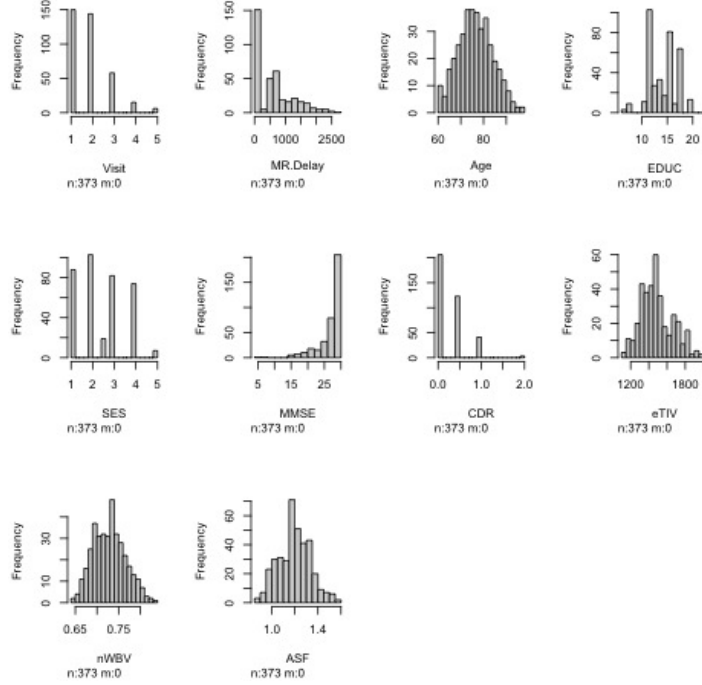 Frequency
0
50
100
150
1 2 3 4 5
Visit
n:373 m:0
Frequency
0
50
100
150
0 1000 2500
MR.Delay
n:373 m:0
Frequency
0
10
30
60 80
Age
n:373 m:0
Frequency
0
40
80
10 15 20
EDUC
n:373 m:0
Frequency
0
40
80
1 2 3 4 5
SES
n:373 m:0
Frequency
0
50
150
5 15 25
MMSE
n:373 m:0
Frequency
0
50
150
0.0 1.0 2.0
CDR
n:373 m:0
Frequency
0
20
40
60
1200 1800
eTIV
n:373 m:0
Frequency
0
10
30
0.65 0.75
nWBV
n:373 m:0
Frequency
0
20
40
60
1.0 1.4
ASF
n:373 m:0